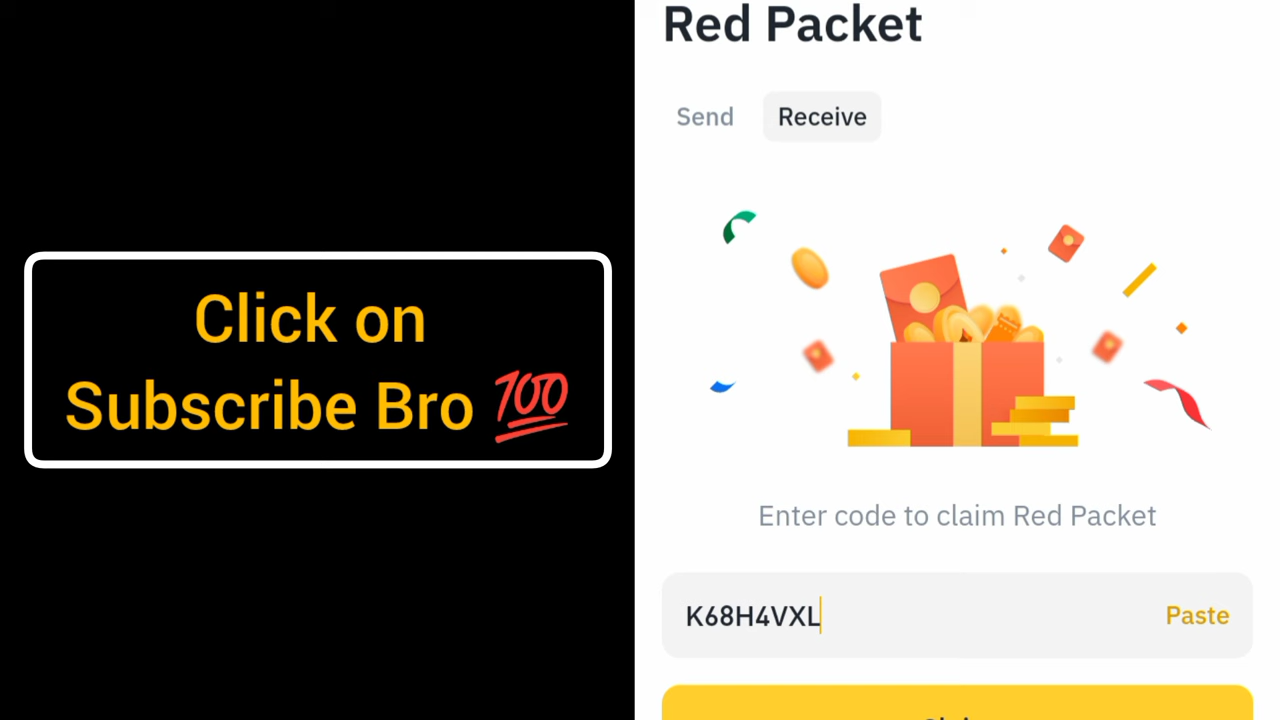 Click on
Subscribe Bro 💯
Red Packet
Send Receive
Enter code to claim Red Packet
K68H4VXL Paste